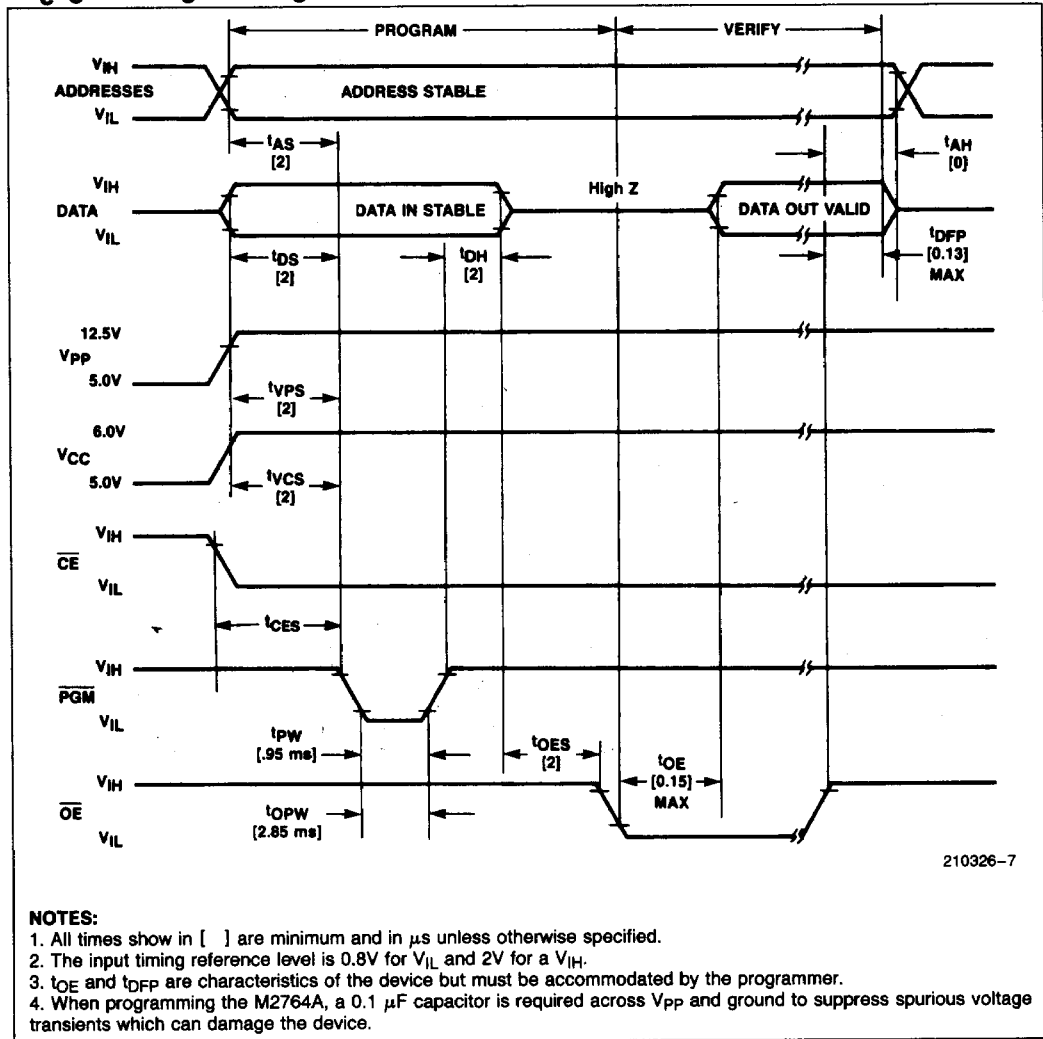 PROGRAM
VERIFY
VIH
ADDRESSES
VIL
ADDRESS STABLE
tAS
[2]
tAH
[0]
VIH
DATA
VIL
DATA IN STABLE
High Z
DATA OUT VALID
tDS
[2]
tDH
[2]
tDFP
[0.13]
MAX
12.5V
VPP
5.0V
tVPS
[2]
6.0V
VCC
5.0V
tVCS
[2]
VIH
CE
VIL
tCES
VIH
PGM
VIL
tPW
[.95 ms]
tOES
[2]
tOE
[0.15]
MAX
VIH
OE
VIL
tOPW
[2.85 ms]
210326–7
NOTES:
1. All times show in [ ] are minimum and in µs unless otherwise specified.
2. The input timing reference level is 0.8V for VIL and 2V for a VIH.
3. tOE and tDFP are characteristics of the device but must be accommodated by the programmer.
4. When programming the M2764A, a 0.1 µF capacitor is required across VPP and ground to suppress spurious voltage
transients which can damage the device.